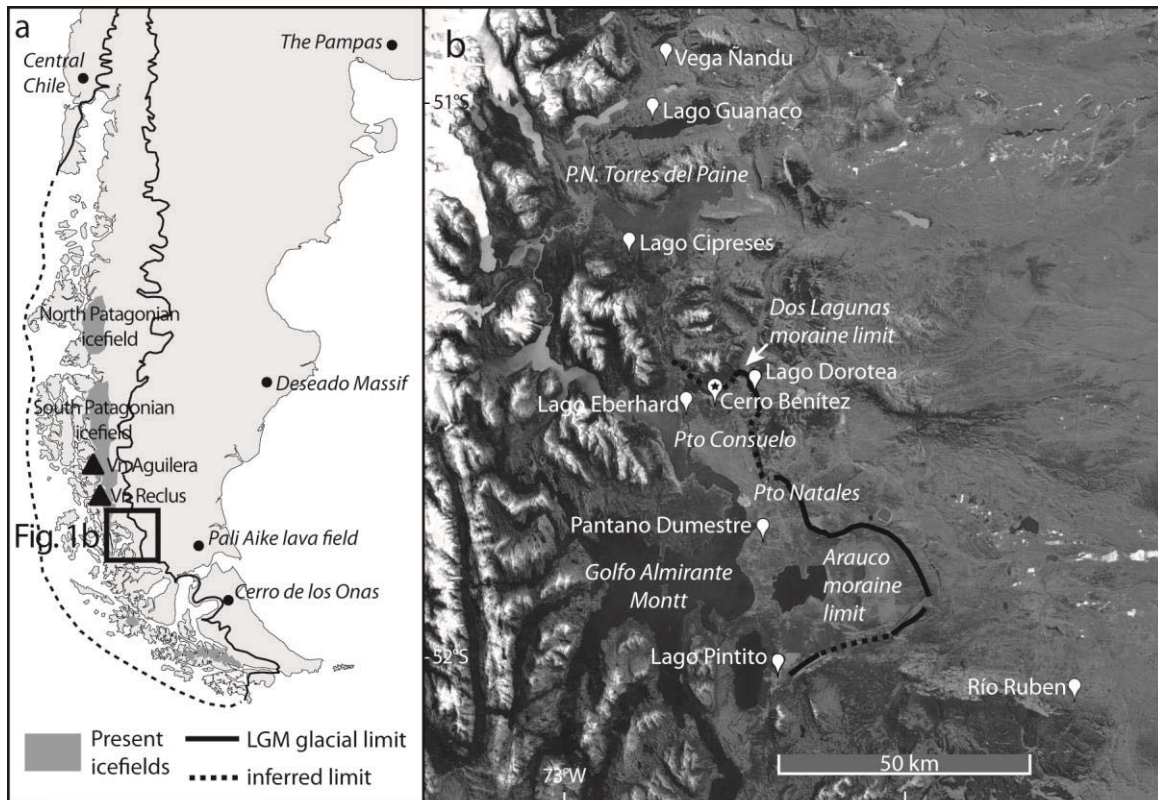 a
The Pampas
Central
Chile
North Patagonian
icefield
Deseado Massif
South Patagonian
icefield
Vn Aguilera
Vn Reclus
Fig. 1b
Pali Aike lava field
Cerro de los Onas
Present
icefields
LGM glacial limit
inferred limit
b
Vega Ñandu
51°S
Lago Guanaco
P.N. Torres del Paine
Lago Cipreses
Dos Lagunas
moraine limit
Lago Dorotea
Lago Eberhard
Cerro Benítez
Pto Consuelo
Pto Natales
Pantano Dumestre
Golfo Almirante
Montt
Arauco
moraine
limit
52°S
Lago Pintito
Río Ruben
50 km
73°W